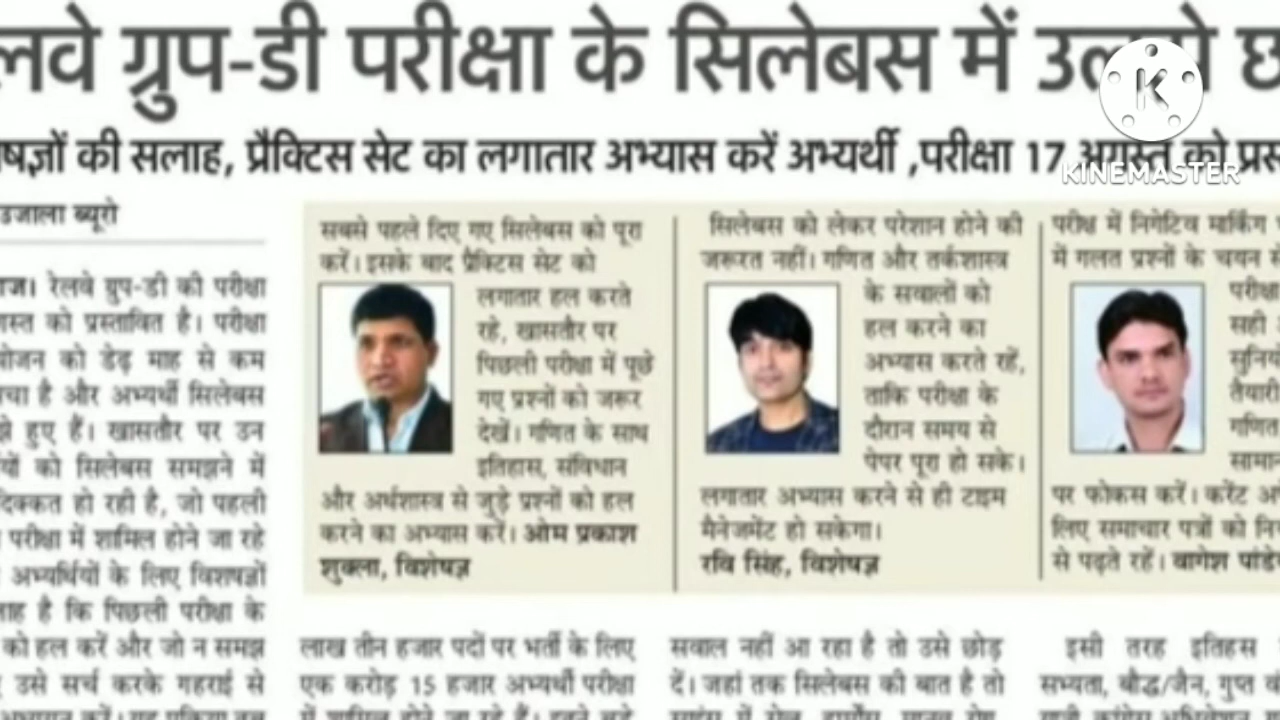 लवे ग्रुप-डी परीक्षा के सिलेबस में
षज्ञों की सलाह, प्रैक्टिस सेट का लगातार अभ्यास करें अभ्यर्थी ,परीक्षा 17 अगस्त को प्रस
KINEMASTER
उजाला ब्यूरो
ाज। रेलवे ग्रुप-डी की परीक्षा
गस्त को प्रस्तावित है। परीक्षा
योजन को डेढ़ माह से कम
चा है और अभ्यर्थी सिलेबस
झे हुए हैं। खासतौर पर उन
यों को सिलेबस समझने में
दिक्कत हो रही है, जो पहली
परीक्षा में शामिल होने जा रहे
अभ्यर्थियों के लिए विशषज्ञों
लाह है कि पिछली परीक्षा के
को हल करें और जो न समझ
उसे सर्च करके गहराई से
सबसे पहले दिए गए सिलेबस को पूरा
करें। इसके बाद प्रैक्टिस सेट को
लगातार हल करते
रहे, खासतौर पर
पिछली परीक्षा में पूछे
गए प्रश्नों को जरूर
देखें। गणित के साथ
इतिहास, संविधान
और अर्थशास्त्र से जुड़े प्रश्नों को हल
करने का अभ्यास करें। ओम प्रकाश
शुक्ला, विशेषज्ञ
सिलेबस को लेकर परेशान होने की
जरूरत नहीं। गणित और तर्कशास्त्र
के सवालों को
हल करने का
अभ्यास करते रहें,
ताकि परीक्षा के
दौरान समय से
पेपर पूरा हो सके।
लगातार अभ्यास करने से ही टाइम
मैनेजमेंट हो सकेगा।
रवि सिंह, विशेषज्ञ
परीक्ष में निगेटिव मार्किंग
में गलत प्रश्नों के चयन से
परीक्षा
सही
सुनिय
तैयारी
गणित
सामान
पर फोकस करें। करेंट अ
लिए समाचार पत्रों को नि
से पढ़ते रहें। वागेश पांडे
लाख तीन हजार पदों पर भर्ती के लिए
एक करोड़ 15 हजार अभ्यर्थी परीक्षा
सवाल नहीं आ रहा है तो उसे छोड़
दें। जहां तक सिलेबस की बात है तो
इसी तरह इतिहस
सभ्यता, बौद्ध/जैन, गुप्त